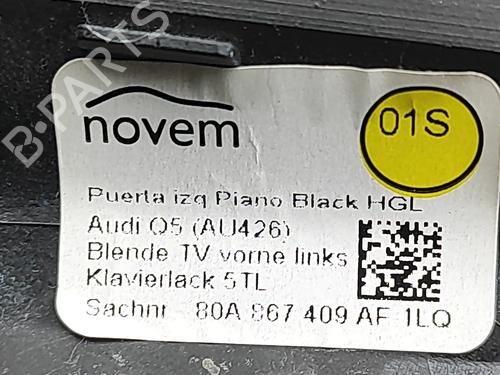 B-PARTS
novem
01S
Puerta izq Piano Black HGL
Audi Q5 (AU426)
Blende TV vorne links
Klavierlack 5TL
Sachnr. 80A 867 409 AF 1LQ